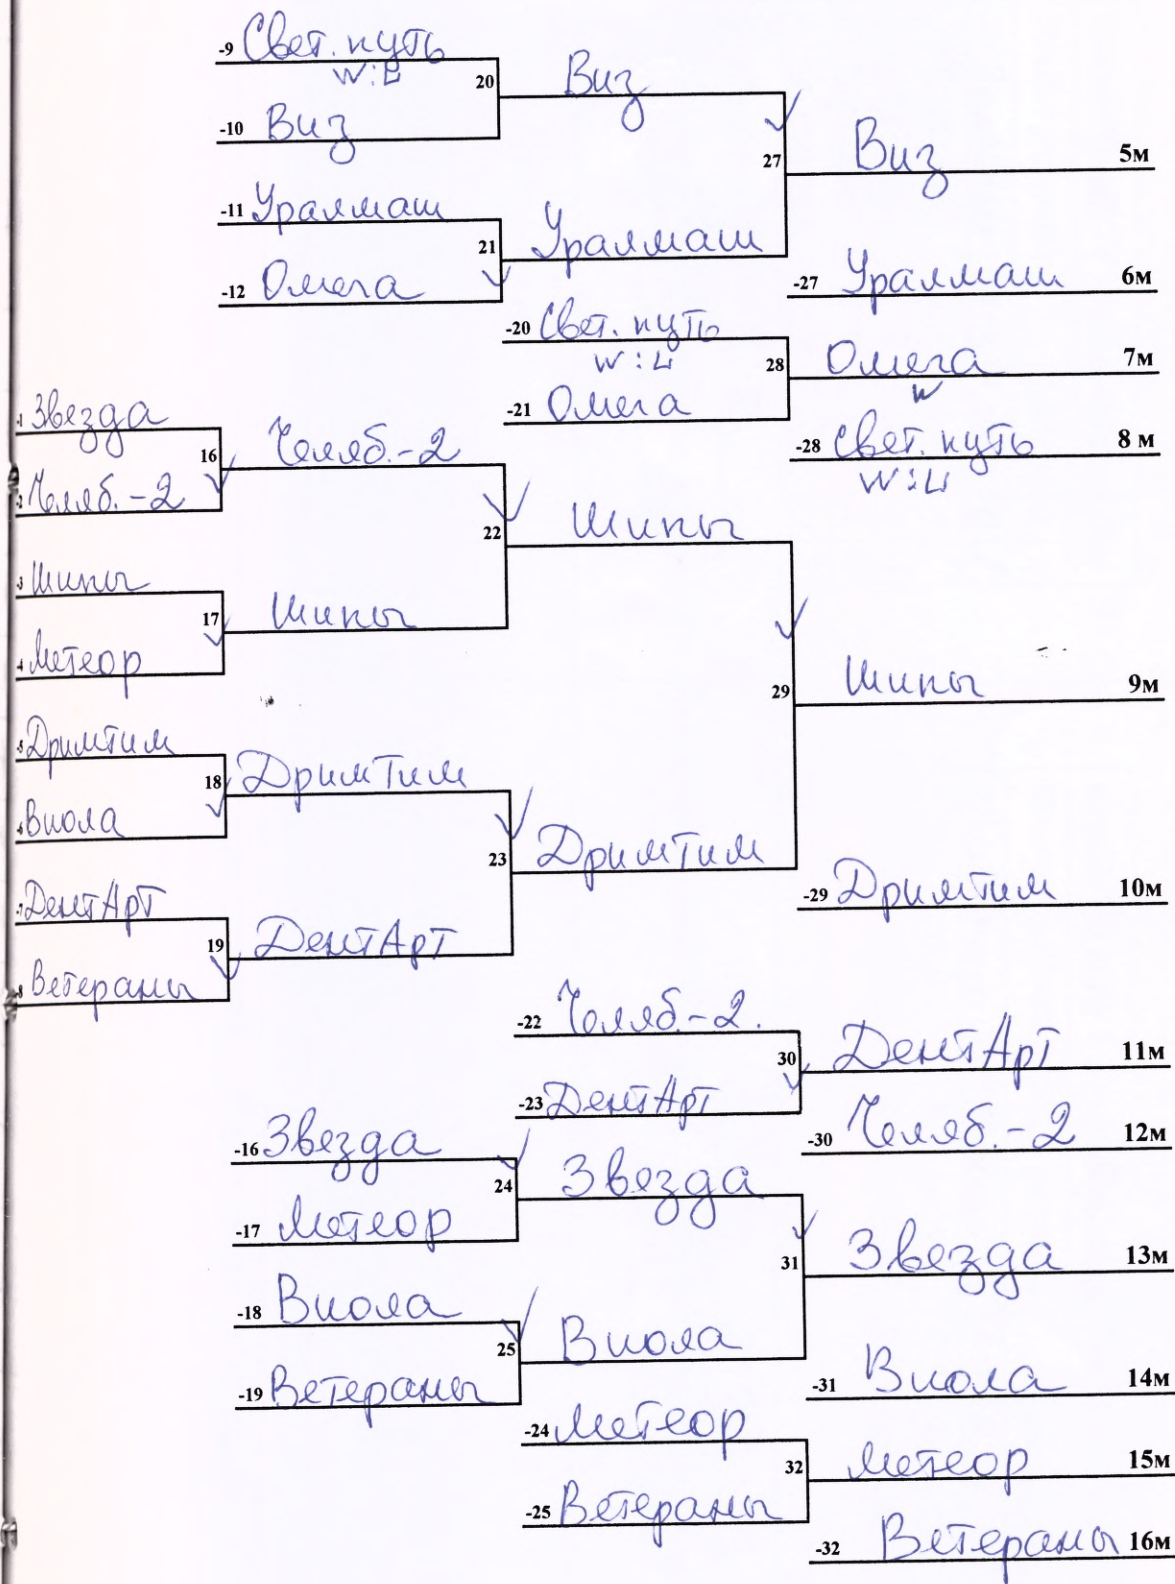 -9 Свет. путь
W:L
20
Виз
-10 Виз
27
Виз 5м
-11 Уралмаш
21
Уралмаш
-12 Омега
-27 Уралмаш 6м
-20 Свет. путь
W:L
28
Омега 7м
W
-21 Омега
-28 Свет. путь 8 м
W:L
-1 Звезда
16
Челяб.-2
-2 Челяб.-2
22
Шипы
-3 Шипы
17
Шипы
-4 Метеор
29
Шипы 9м
-5 ДримТим
18
ДримТим
-6 Виола
23
ДримТим
-7 ДентАрт
19
ДентАрт
-8 Ветераны
-29 ДримТим 10м
-22 Челяб.-2.
30
ДентАрт 11м
-23 ДентАрт
-30 Челяб.-2 12м
-16 Звезда
24
Звезда
-17 Метеор
31
Звезда 13м
-18 Виола
25
Виола
-19 Ветераны
-31 Виола 14м
-24 Метеор
32
Метеор 15м
-25 Ветераны
-32 Ветераны 16м